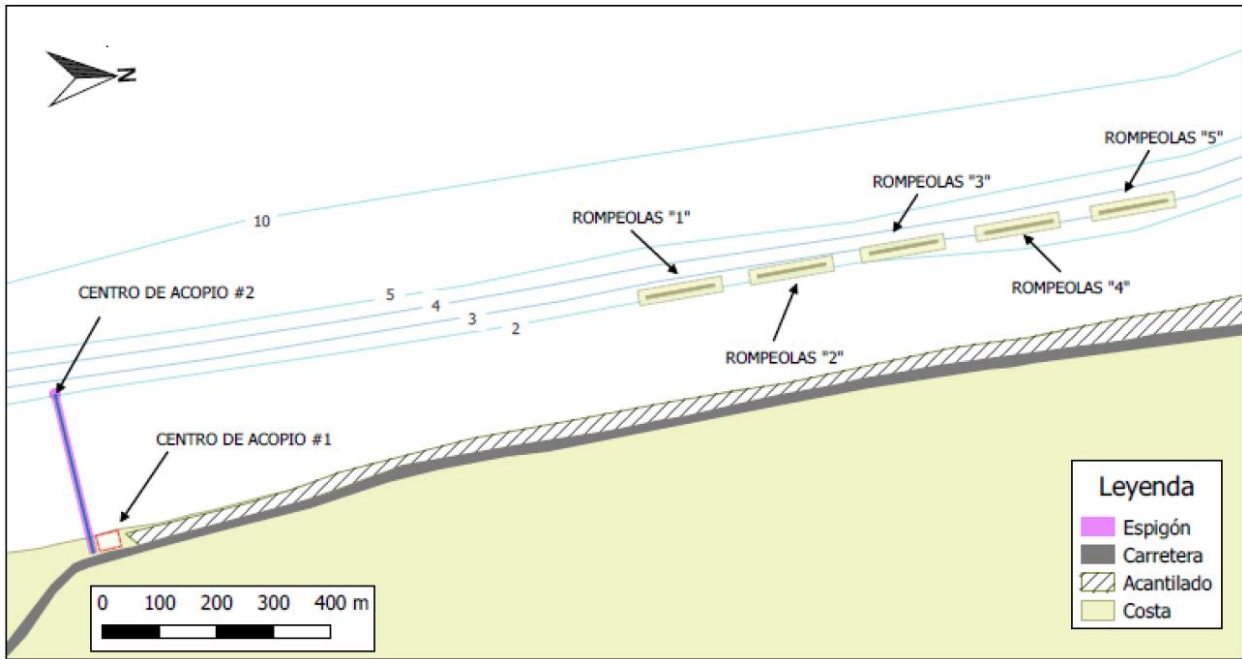 N
ROMPEOLAS "5"
ROMPEOLAS "3"
ROMPEOLAS "1"
10
CENTRO DE ACOPIO #2
5
4
3
2
ROMPEOLAS "4"
ROMPEOLAS "2"
CENTRO DE ACOPIO #1
Leyenda
Espigón
Carretera
Acantilado
Costa
0 100 200 300 400 m